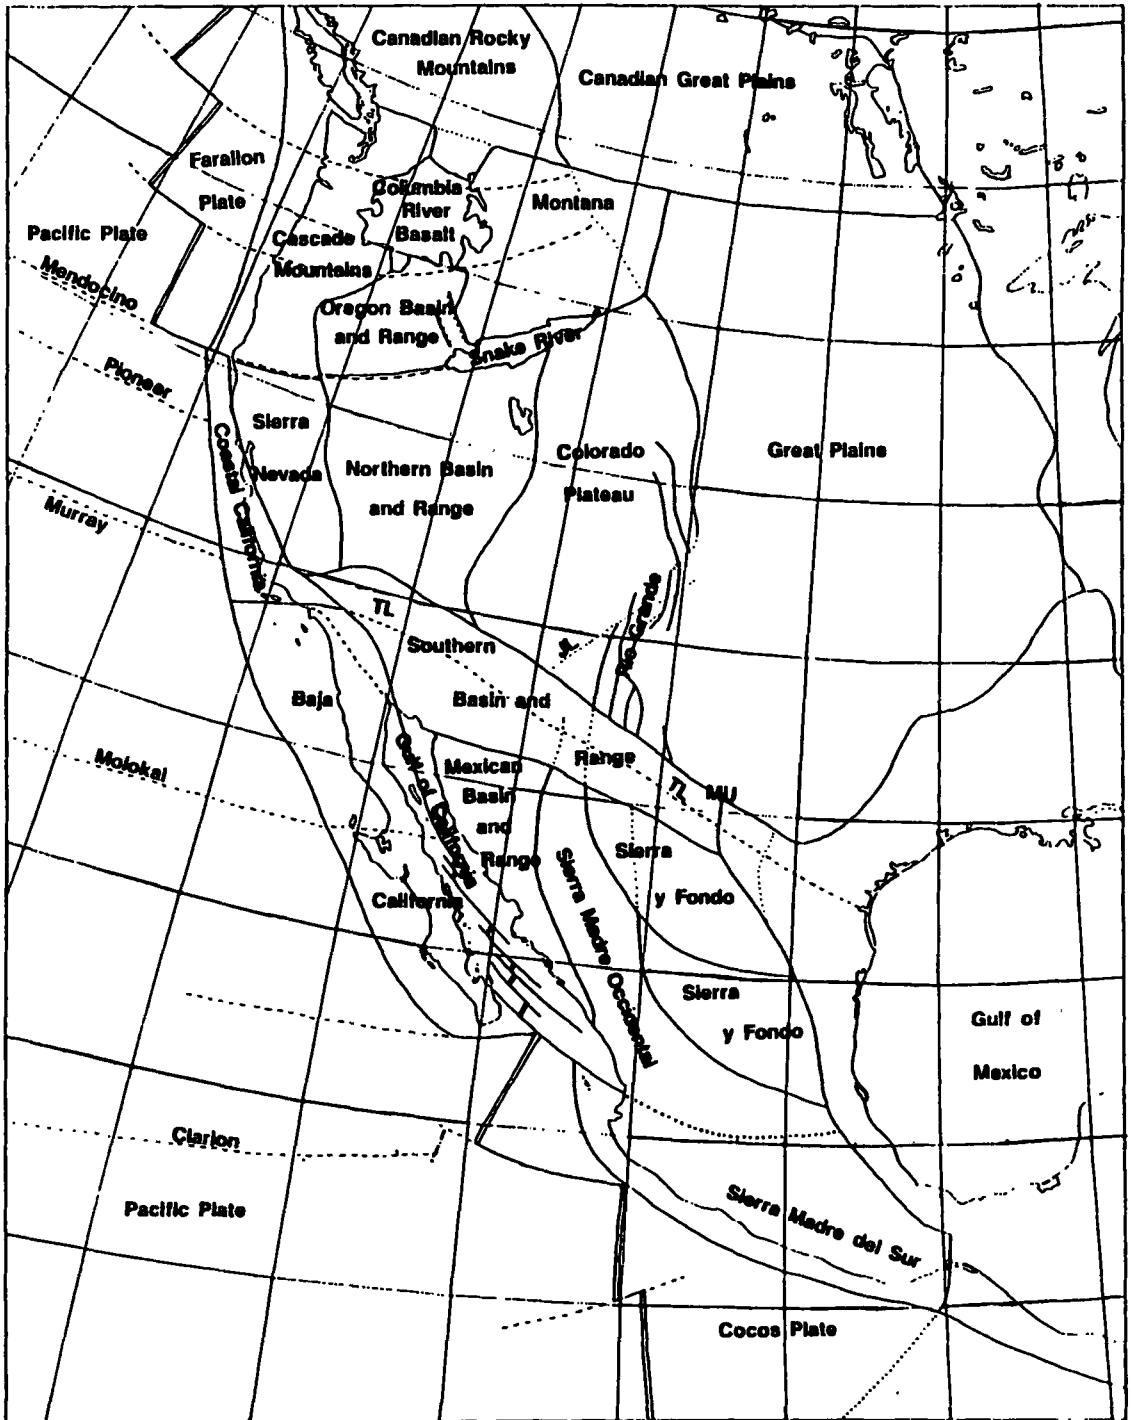 Canadian Rocky
Mountains
Canadian Great Plains
Farallon
Plate
Columbia
River
Basalt
Montana
Pacific Plate
Cascade
Mountains
Mendocino
Oregon Basin
and Range
Snake River
Pioneer
Sierra
Nevada
Coastal California
Northern Basin
and Range
Colorado
Plateau
Great Plains
Murray
TL
Rio Grande
Southern
Basin and
Range
Baja
California
Gulf of California
Mexican
Basin
and
Range
TL
MU
Molokai
Sierra
y Fondo
Sierra Madre Occidental
Sierra
y Fondo
Gulf of
Mexico
Clarion
Pacific Plate
Sierra Madre del Sur
Cocos Plate